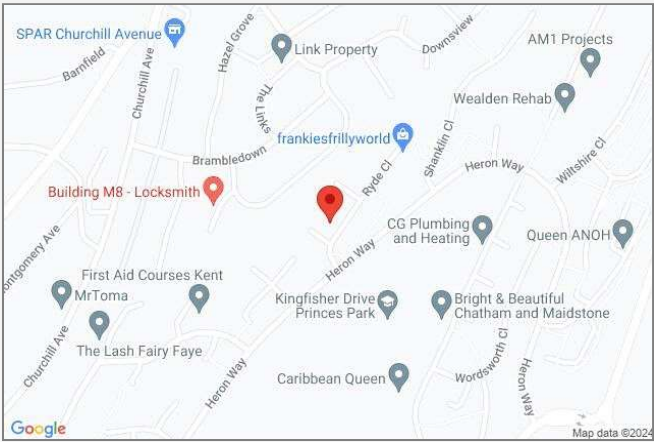 SPAR Churchill Avenue
Barnfield
Churchill Ave
Hazel Grove
Link Property
Downsview
AM1 Projects
The Links
Wealden Rehab
frankiesfrillyworld
Shanklin Cl
Brambledown
Heron Way
Wiltshire Cl
Building M8 - Locksmith
Ryde Cl
CG Plumbing
and Heating
Queen ANOH
ontgomery Ave
Heron Way
First Aid Courses Kent
MrToma
Kingfisher Drive
Princes Park
Bright & Beautiful
Chatham and Maidstone
The Lash Fairy Faye
Churchill Ave
Heron Way
Caribbean Queen
Wordsworth Cl
Heron Way
Google
Map data ©2024